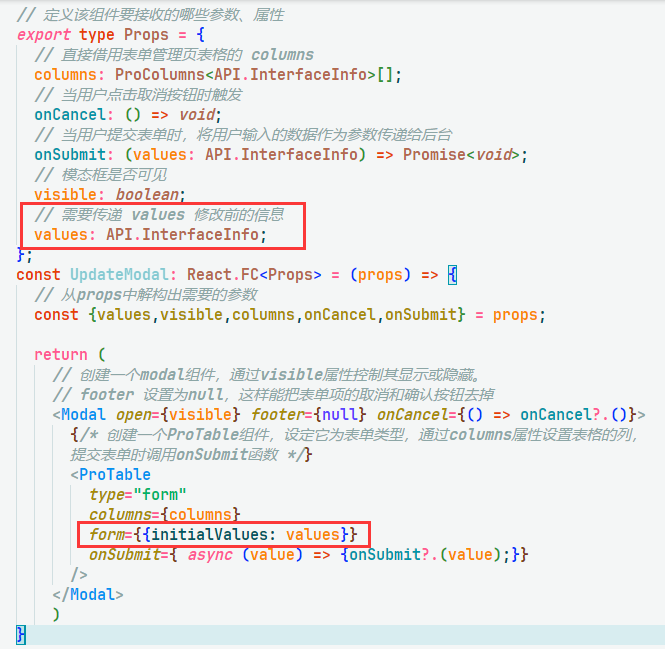 // 定义该组件要接收的哪些参数、属性
export type Props = {
// 直接借用表单管理页表格的 columns
columns: ProColumns<API.InterfaceInfo>[];
// 当用户点击取消按钮时触发
onCancel: () => void;
// 当用户提交表单时，将用户输入的数据作为参数传递给后台
onSubmit: (values: API.InterfaceInfo) => Promise<void>;
// 模态框是否可见
visible: boolean;
// 需要传递 values 修改前的信息
values: API.InterfaceInfo;
};
const UpdateModal: React.FC<Props> = (props) => {
// 从props中解构出需要的参数
const {values,visible,columns,onCancel,onSubmit} = props;
return (
// 创建一个modal组件，通过visible属性控制其显示或隐藏。
// footer 设置为null，这样能把表单项的取消和确认按钮去掉
<Modal open={visible} footer={null} onCancel={() => onCancel?.()}>
{/* 创建一个ProTable组件，设定它为表单类型，通过columns属性设置表格的列，
提交表单时调用onSubmit函数 */}
<ProTable
type="form"
columns={columns}
form={{initialValues: values}}
onSubmit={ async (value) => {onSubmit?.(value);}}
/>
</Modal>
)
}